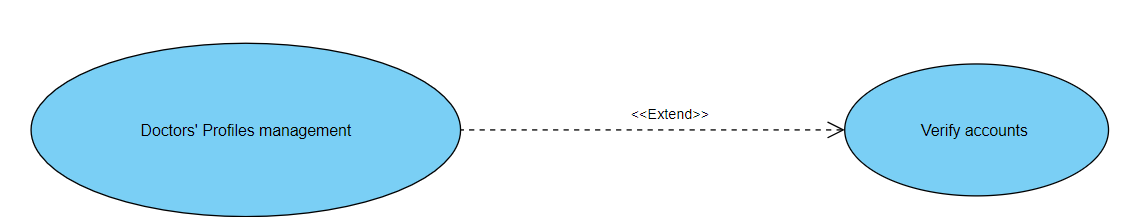 <<Extend>>
Doctors' Profiles management
Verify accounts